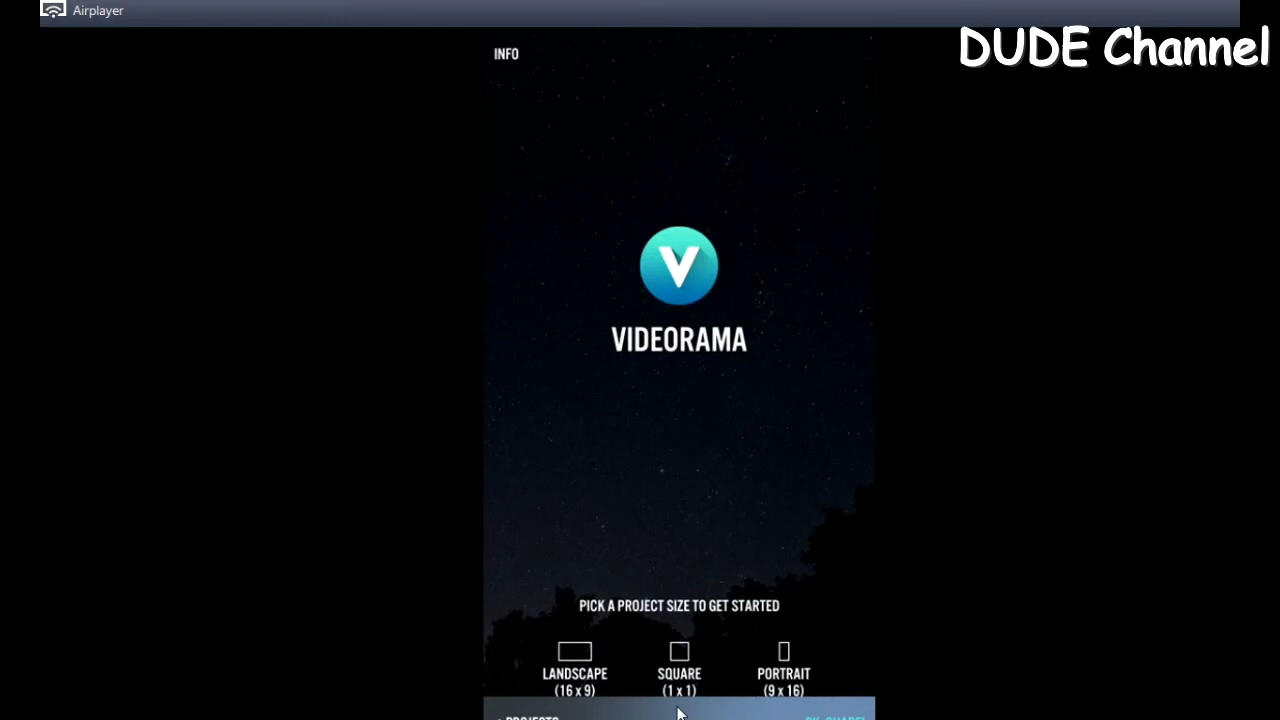 Airplayer
DUDE Channel
INFO
V
VIDEORAMA
PICK A PROJECT SIZE TO GET STARTED
LANDSCAPE SQUARE PORTRAIT
(16 x 9) (1 x 1) (9 x 16)
PROJECTS